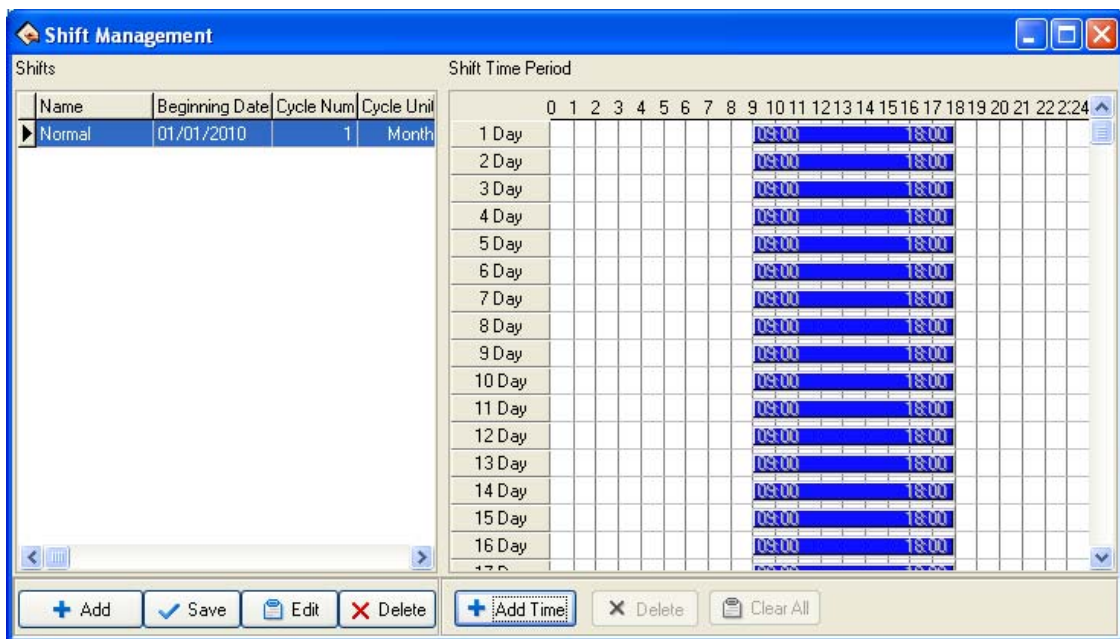 Shift Management
Shifts
Shift Time Period
Name Beginning Date Cycle Num Cycle Unit
Normal 01/01/2010 1 Month
0 1 2 3 4 5 6 7 8 9 10 11 12 13 14 15 16 17 18 19 20 21 22 2:24
1 Day 09:00 18:00
2 Day 09:00 18:00
3 Day 09:00 18:00
4 Day 09:00 18:00
5 Day 09:00 18:00
6 Day 09:00 18:00
7 Day 09:00 18:00
8 Day 09:00 18:00
9 Day 09:00 18:00
10 Day 09:00 18:00
11 Day 09:00 18:00
12 Day 09:00 18:00
13 Day 09:00 18:00
14 Day 09:00 18:00
15 Day 09:00 18:00
16 Day 09:00 18:00
Add Save Edit Delete Add Time Delete Clear All